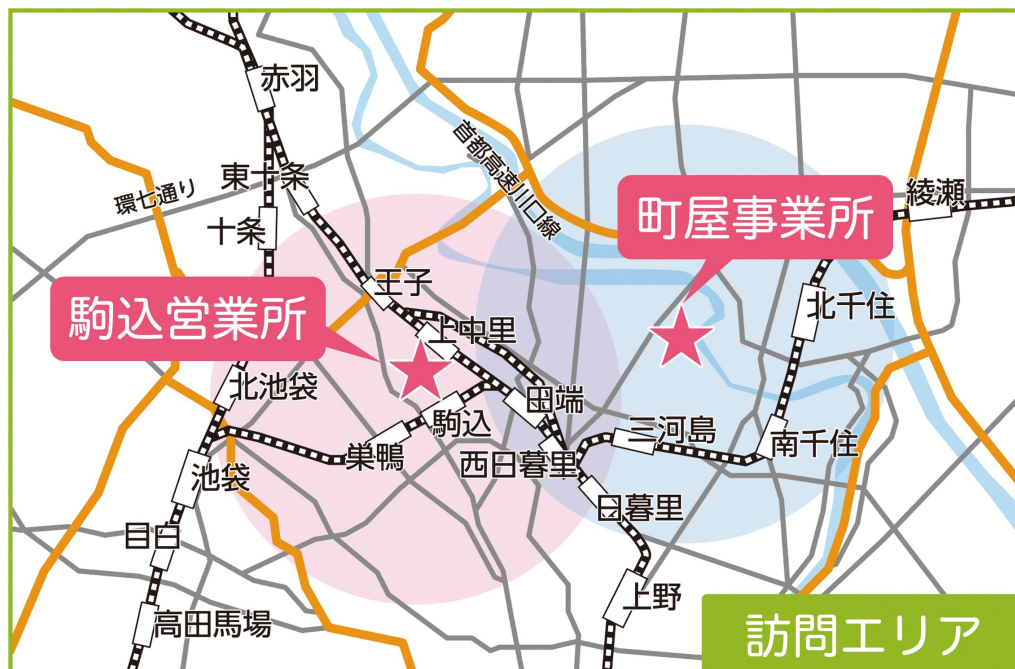 赤羽
首都高速川口線
東十条
環七通り
綾瀬
町屋事業所
十条
王子
北千住
駒込営業所
上中里
北池袋
田端
駒込
三河島
南千住
巣鴨
西日暮里
池袋
日暮里
目白
上野
高田馬場
訪問エリア